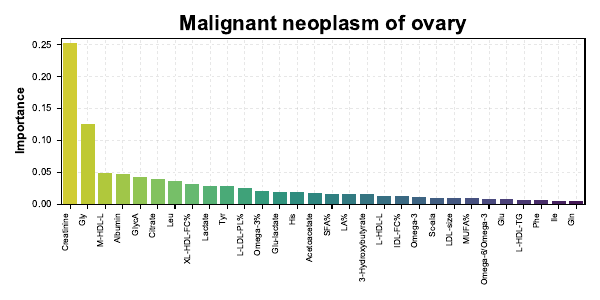 Malignant neoplasm of ovary
Importance
0.25
0.20
0.15
0.10
0.05
0.00
Creatinine
Gly
M-HDL-L
Albumin
GlycA
Citrate
Leu
XL-HDL-FC%
Lactate
Tyr
L-LDL-PL%
Omega-3%
Glu-lactate
His
Acetoacetate
SFA%
LA%
3-Hydroxybutyrate
L-HDL-L
IDL-FC%
Omega-3
LDL-size
MUFA%
Omega-6/Omega-3
Glu
L-HDL-TG
Phe
Ile
Gln